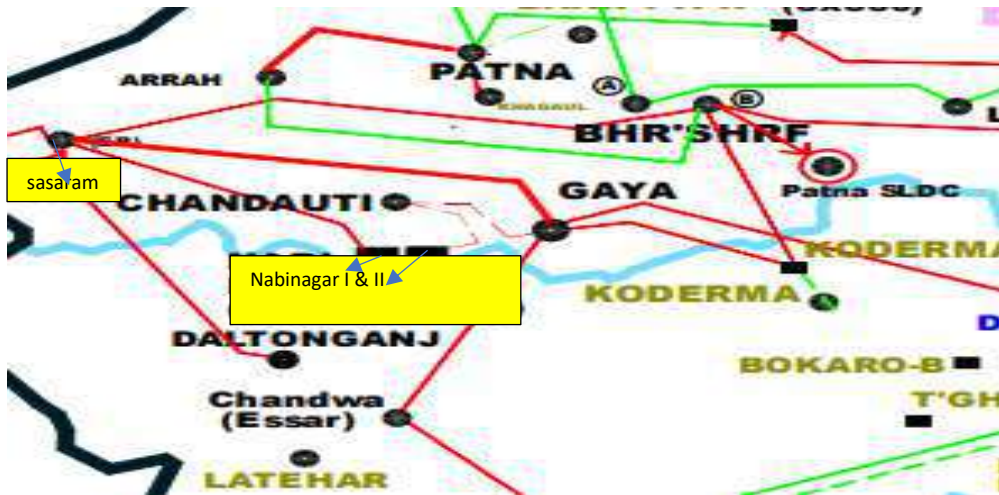 ARRAH
PATNA
KHAGAUL
A
B
BHR'SHRF
sasaram
CHANDAUTI
GAYA
Patna SLDC
Nabinagar I & II
KODERMA
KODERMA
DALTONGANJ
BOKARO-B
Chandwa
(Essar)
T'GH
LATEHAR